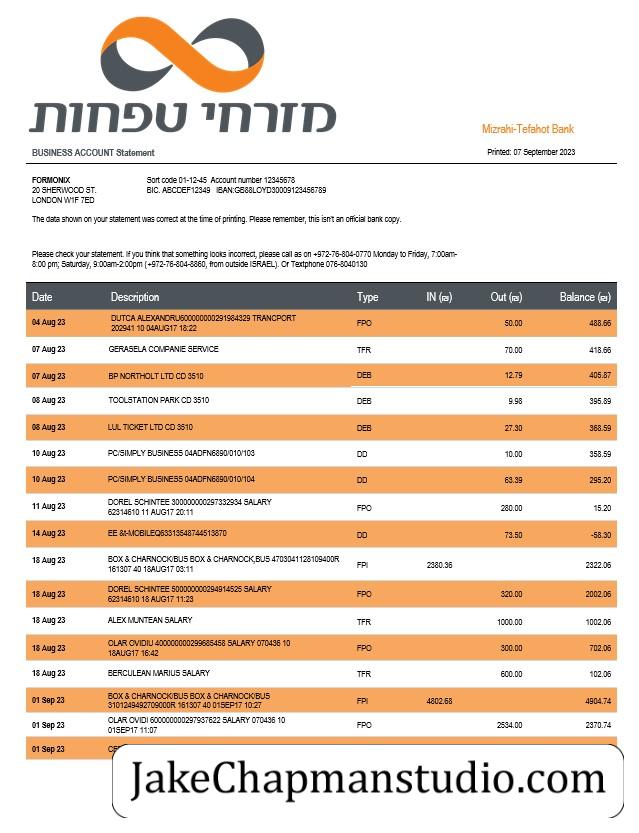 מזרחי טפחות
Mizrahi-Tefahot Bank
BUSINESS ACCOUNT Statement
Printed: 07 September 2023
FORMONIX Sort code 01-12-45 Account number 12345678
20 SHERWOOD ST. BIC. ABCDEF12349 IBAN:GB88LOYD30009123456789
LONDON W1F 7ED
The data shown on your statement was correct at the time of printing. Please remember, this isn't an official bank copy.
Please check your statement. If you think that something looks incorrect, please call as on +972-76-804-0770 Monday to Friday, 7:00am-
8:00 pm; Saturday, 9:00am-2:00pm (+972-76-804-8860, from outside ISRAEL). Or Textphone 076-8040130
Date Description Type IN (₪) Out (₪) Balance (₪)
04 Aug 23 DUTCA ALEXANDRU600000000291984329 TRANCPORT FPO 50.00 488.66
202941 10 04AUG17 18:22
07 Aug 23 GERASELA COMPANIE SERVICE TFR 70.00 418.66
07 Aug 23 BP NORTHOLT LTD CD 3510 DEB 12.79 405.87
08 Aug 23 TOOLSTATION PARK CD 3510 DEB 9.98 395.89
08 Aug 23 LUL TICKET LTD CD 3510 DEB 27.30 368.59
10 Aug 23 PC/SIMPLY BUSINESS 04ADFN6890/010/103 DD 10.00 358.59
10 Aug 23 PC/SIMPLY BUSINESS 04ADFN6890/010/104 DD 63.39 295.20
11 Aug 23 DOREL SCHINTEE 300000000297332934 SALARY FPO 280.00 15.20
62314610 11 AUG17 20:11
14 Aug 23 EE &t-MOBILEQ63313548744513870 DD 73.50 -58.30
18 Aug 23 BOX & CHARNOCK/BUS BOX & CHARNOCK,BUS 4703041128109400R FPI 2380.36 2322.06
161307 40 18AUG17 03:11
18 Aug 23 DOREL SCHINTEE 500000000294914525 SALARY FPO 320.00 2002.06
62314610 18 AUG17 11:23
18 Aug 23 ALEX MUNTEAN SALARY TFR 1000.00 1002.06
18 Aug 23 OLAR OVIDIU 400000000299685458 SALARY 070436 10 FPO 300.00 702.06
18AUG17 16:42
18 Aug 23 BERCULEAN MARIUS SALARY TFR 600.00 102.06
01 Sep 23 BOX & CHARNOCK/BUS BOX & CHARNOCK/BUS FPI 4802.68 4904.74
3101249492709000R 161307 40 01SEP17 10:27
01 Sep 23 OLAR OVIDI 600000000297937622 SALARY 070436 10 FPO 2534.00 2370.74
01SEP17 11:07
01 Sep 23
JakeChapmanstudio.com